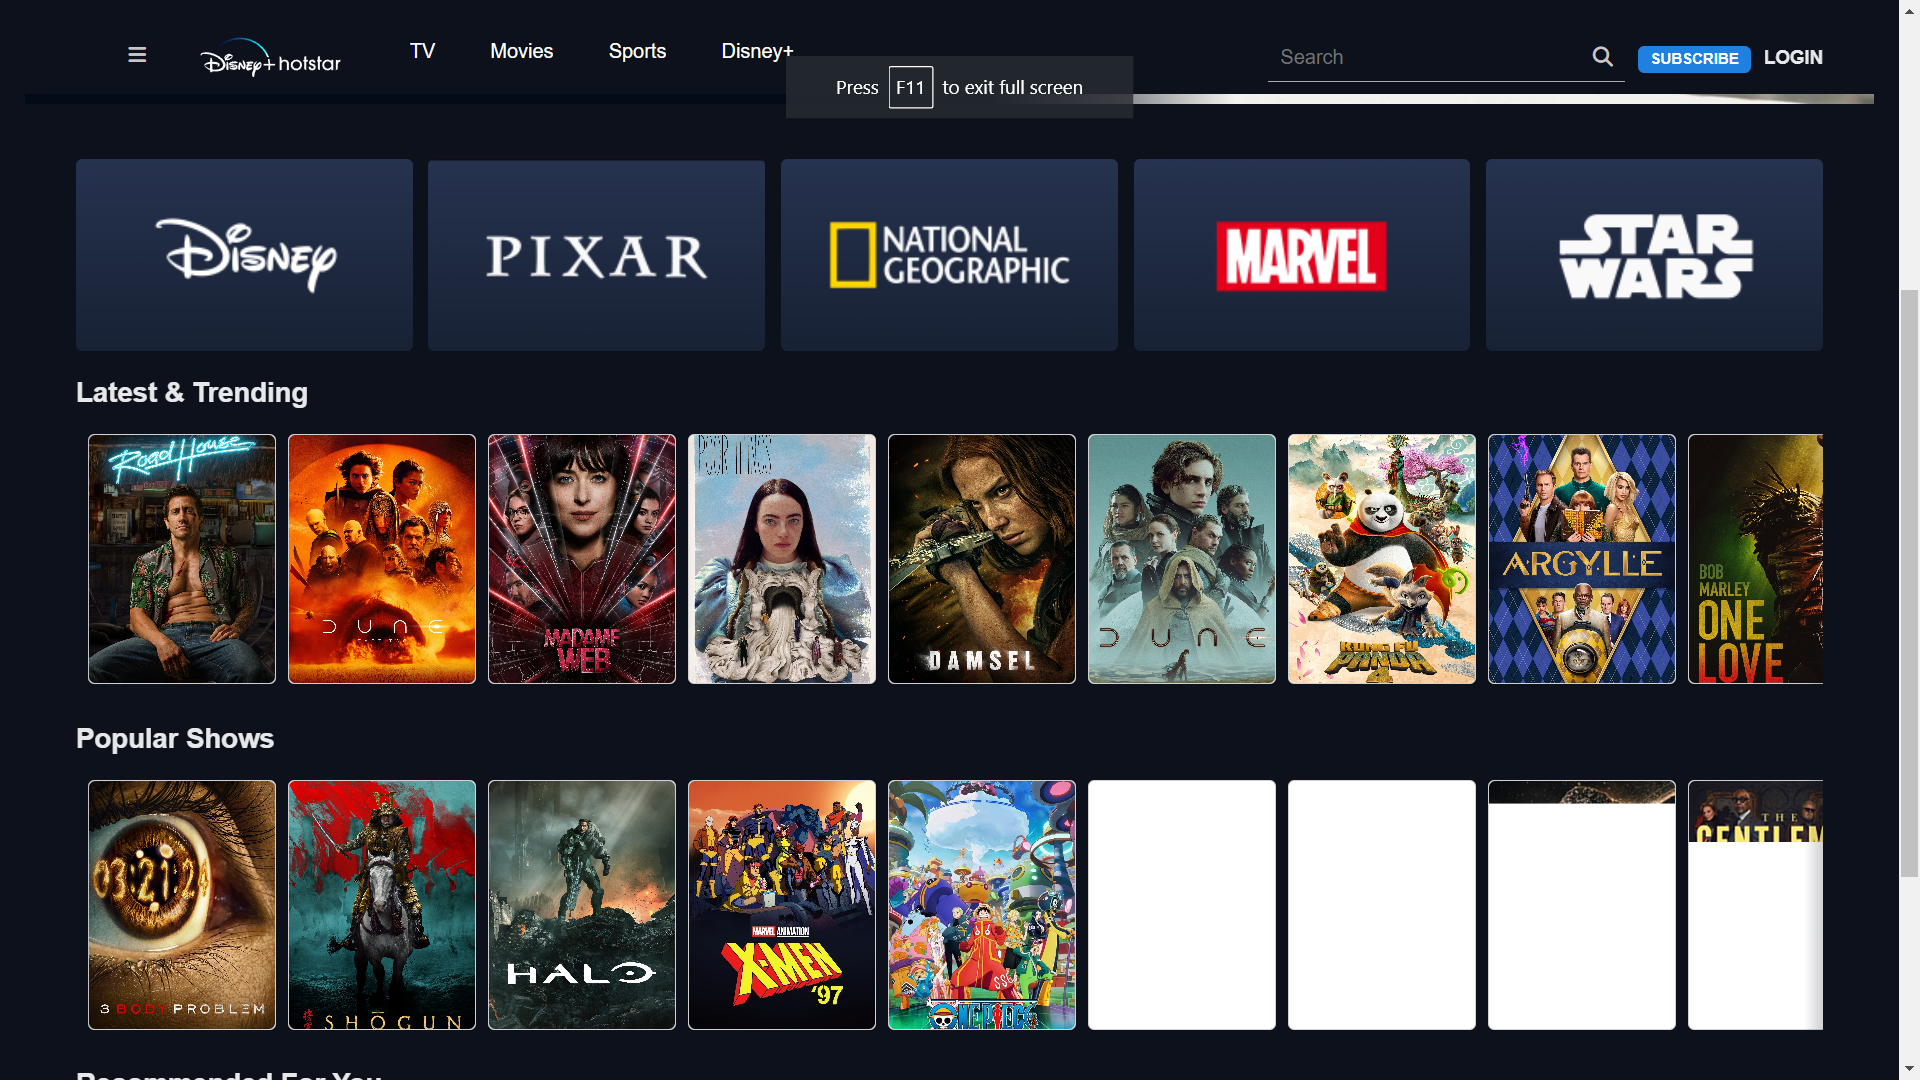 Disney+ hotstar
TV Movies Sports Disney+
Search
SUBSCRIBE LOGIN
Press F11 to exit full screen
Disney
PIXAR
NATIONAL
GEOGRAPHIC
MARVEL
STAR
WARS
Latest & Trending
Road House
DUNE
MADAME
WEB
DAMSEL
DUNE
KUNG FU
PANDA
4
ARGYLLE
BOB
MARLEY
ONE
LOVE
Popular Shows
03:21:24
3 BODY PROBLEM
SHŌGUN
HALO
MARVEL ANIMATION
X-MEN
'97
ONE PIECE
THE
GENTLEM
Recommended For You